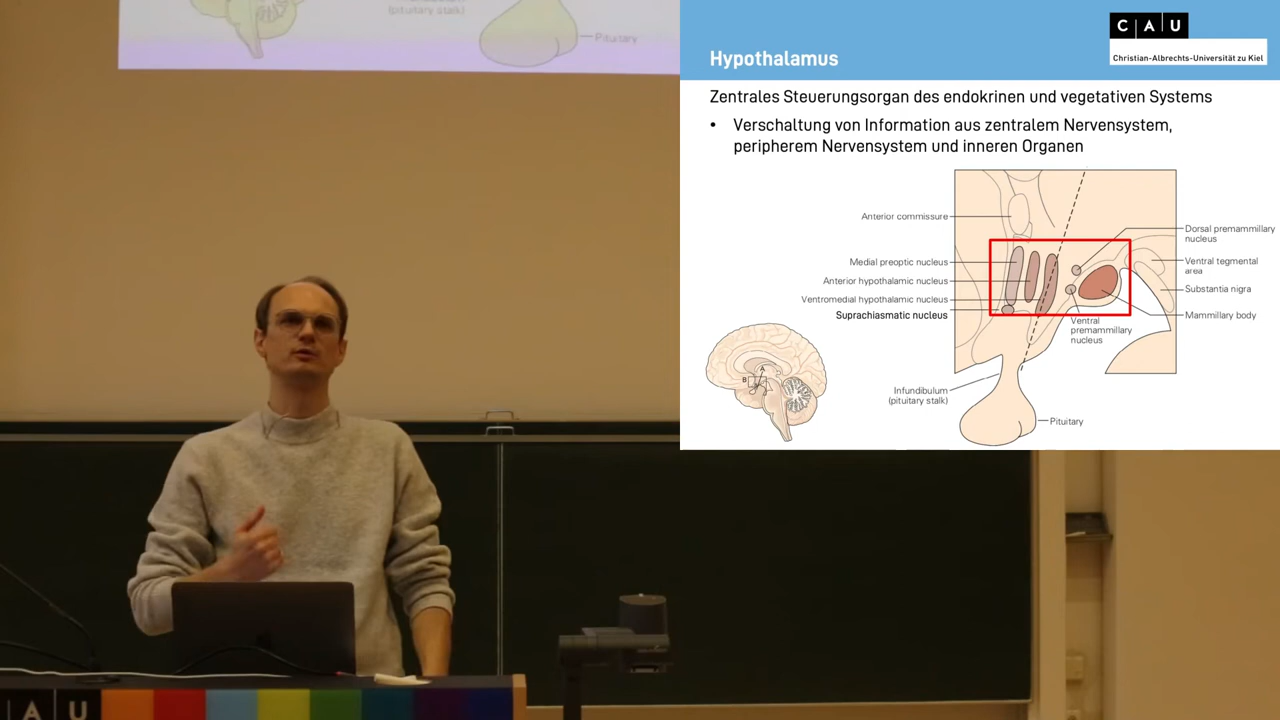 (pituitary stalk)
Pituitary
CAU
Christian-Albrechts-Universität zu Kiel
Hypothalamus
Zentrales Steuerungsorgan des endokrinen und vegetativen Systems
• Verschaltung von Information aus zentralem Nervensystem,
peripherem Nervensystem und inneren Organen
Anterior commissure
Medial preoptic nucleus
Anterior hypothalamic nucleus
Ventromedial hypothalamic nucleus
Suprachiasmatic nucleus
Dorsal premammillary
nucleus
Ventral tegmental
area
Substantia nigra
Mammillary body
Ventral
premammillary
nucleus
A
B
Infundibulum
(pituitary stalk)
Pituitary
A U